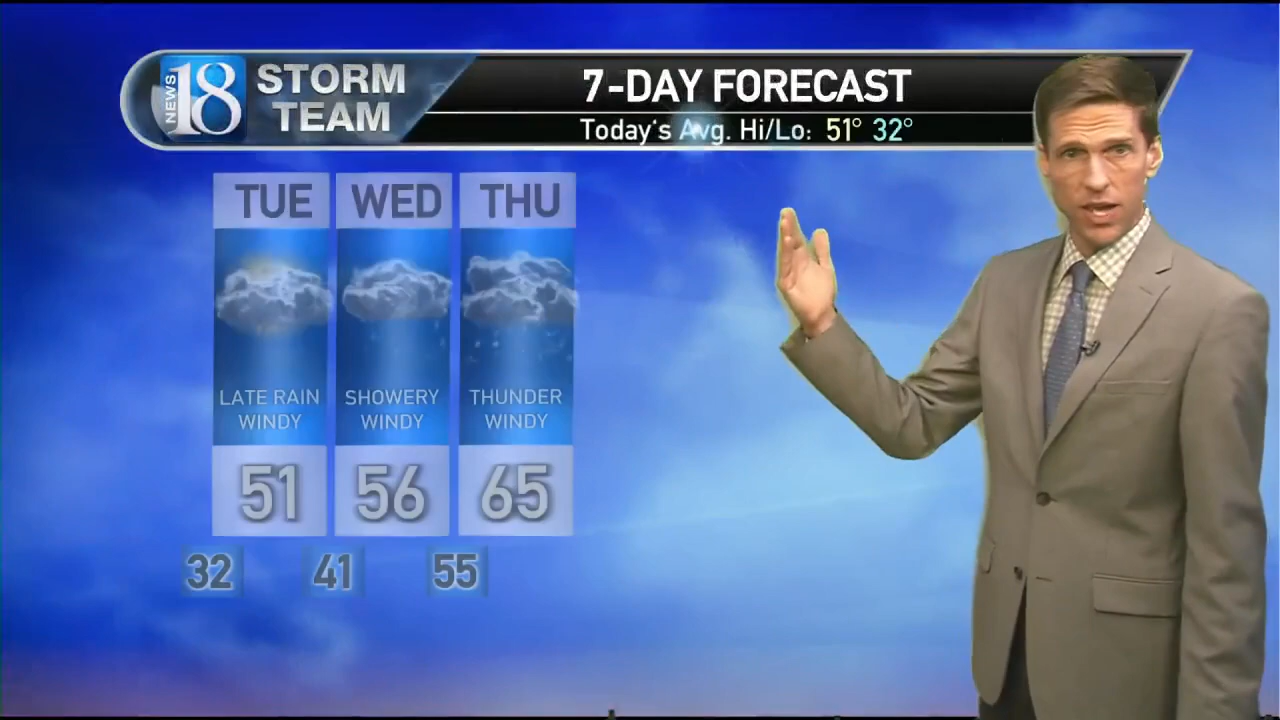 NEWS 18
STORM
TEAM
7-DAY FORECAST
Today's Avg. Hi/Lo: 51° 32°
TUE WED THU
LATE RAIN
WINDY
SHOWERY
WINDY
THUNDER
WINDY
51 56 65
32 41 55